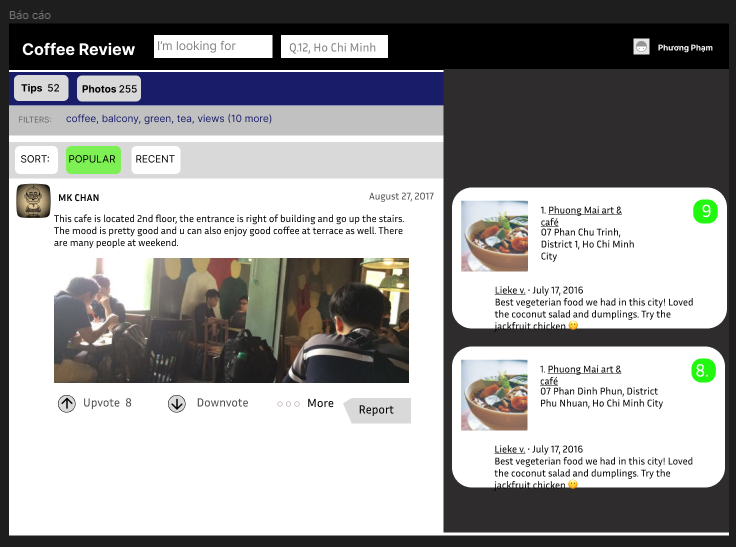 Báo cáo
Coffee Review
I'm looking for
Q.12, Ho Chi Minh
Phương Phạm
Tips 52
Photos 255
FILTERS: coffee, balcony, green, tea, views (10 more)
SORT: POPULAR RECENT
MK CHAN
August 27, 2017
This cafe is located 2nd floor, the entrance is right of building and go up the stairs.
The mood is pretty good and u can also enjoy good coffee at terrace as well. There
are many people at weekend.
Upvote 8
Downvote
More
Report
1. Phuong Mai art &
café
07 Phan Chu Trinh,
District 1, Ho Chi Minh
City
9
Lieke v. · July 17, 2016
Best vegeterian food we had in this city! Loved
the coconut salad and dumplings. Try the
jackfruit chicken 🤗
1. Phuong Mai art &
café
07 Phan Dinh Phun, District
Phu Nhuan, Ho Chi Minh City
8.
Lieke v. · July 17, 2016
Best vegeterian food we had in this city! Loved
the coconut salad and dumplings. Try the
jackfruit chicken 🤗